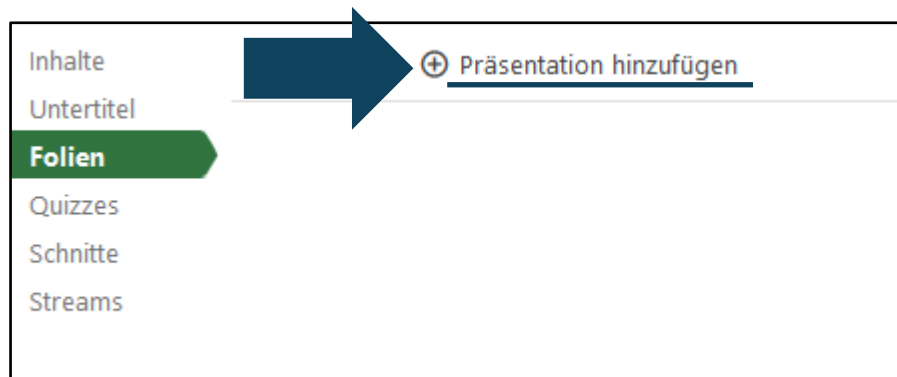 Inhalte
Untertitel
Folien
Quizzes
Schnitte
Streams
Präsentation hinzufügen